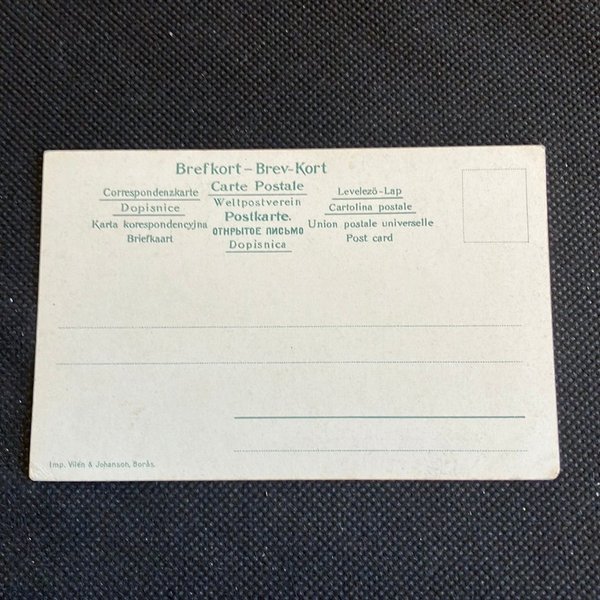 Brefkort – Brev-Kort
Correspondenzkarte Carte Postale Levelező-Lap
Dopisnice Weltpostverein Cartolina postale
Karta korespondencyjna Postkarte. Union postale universelle
Briefkaart ОТКРЫТОЕ ПИСЬМО Post card
Dopisnica
Imp. Vilén & Johanson, Borås.